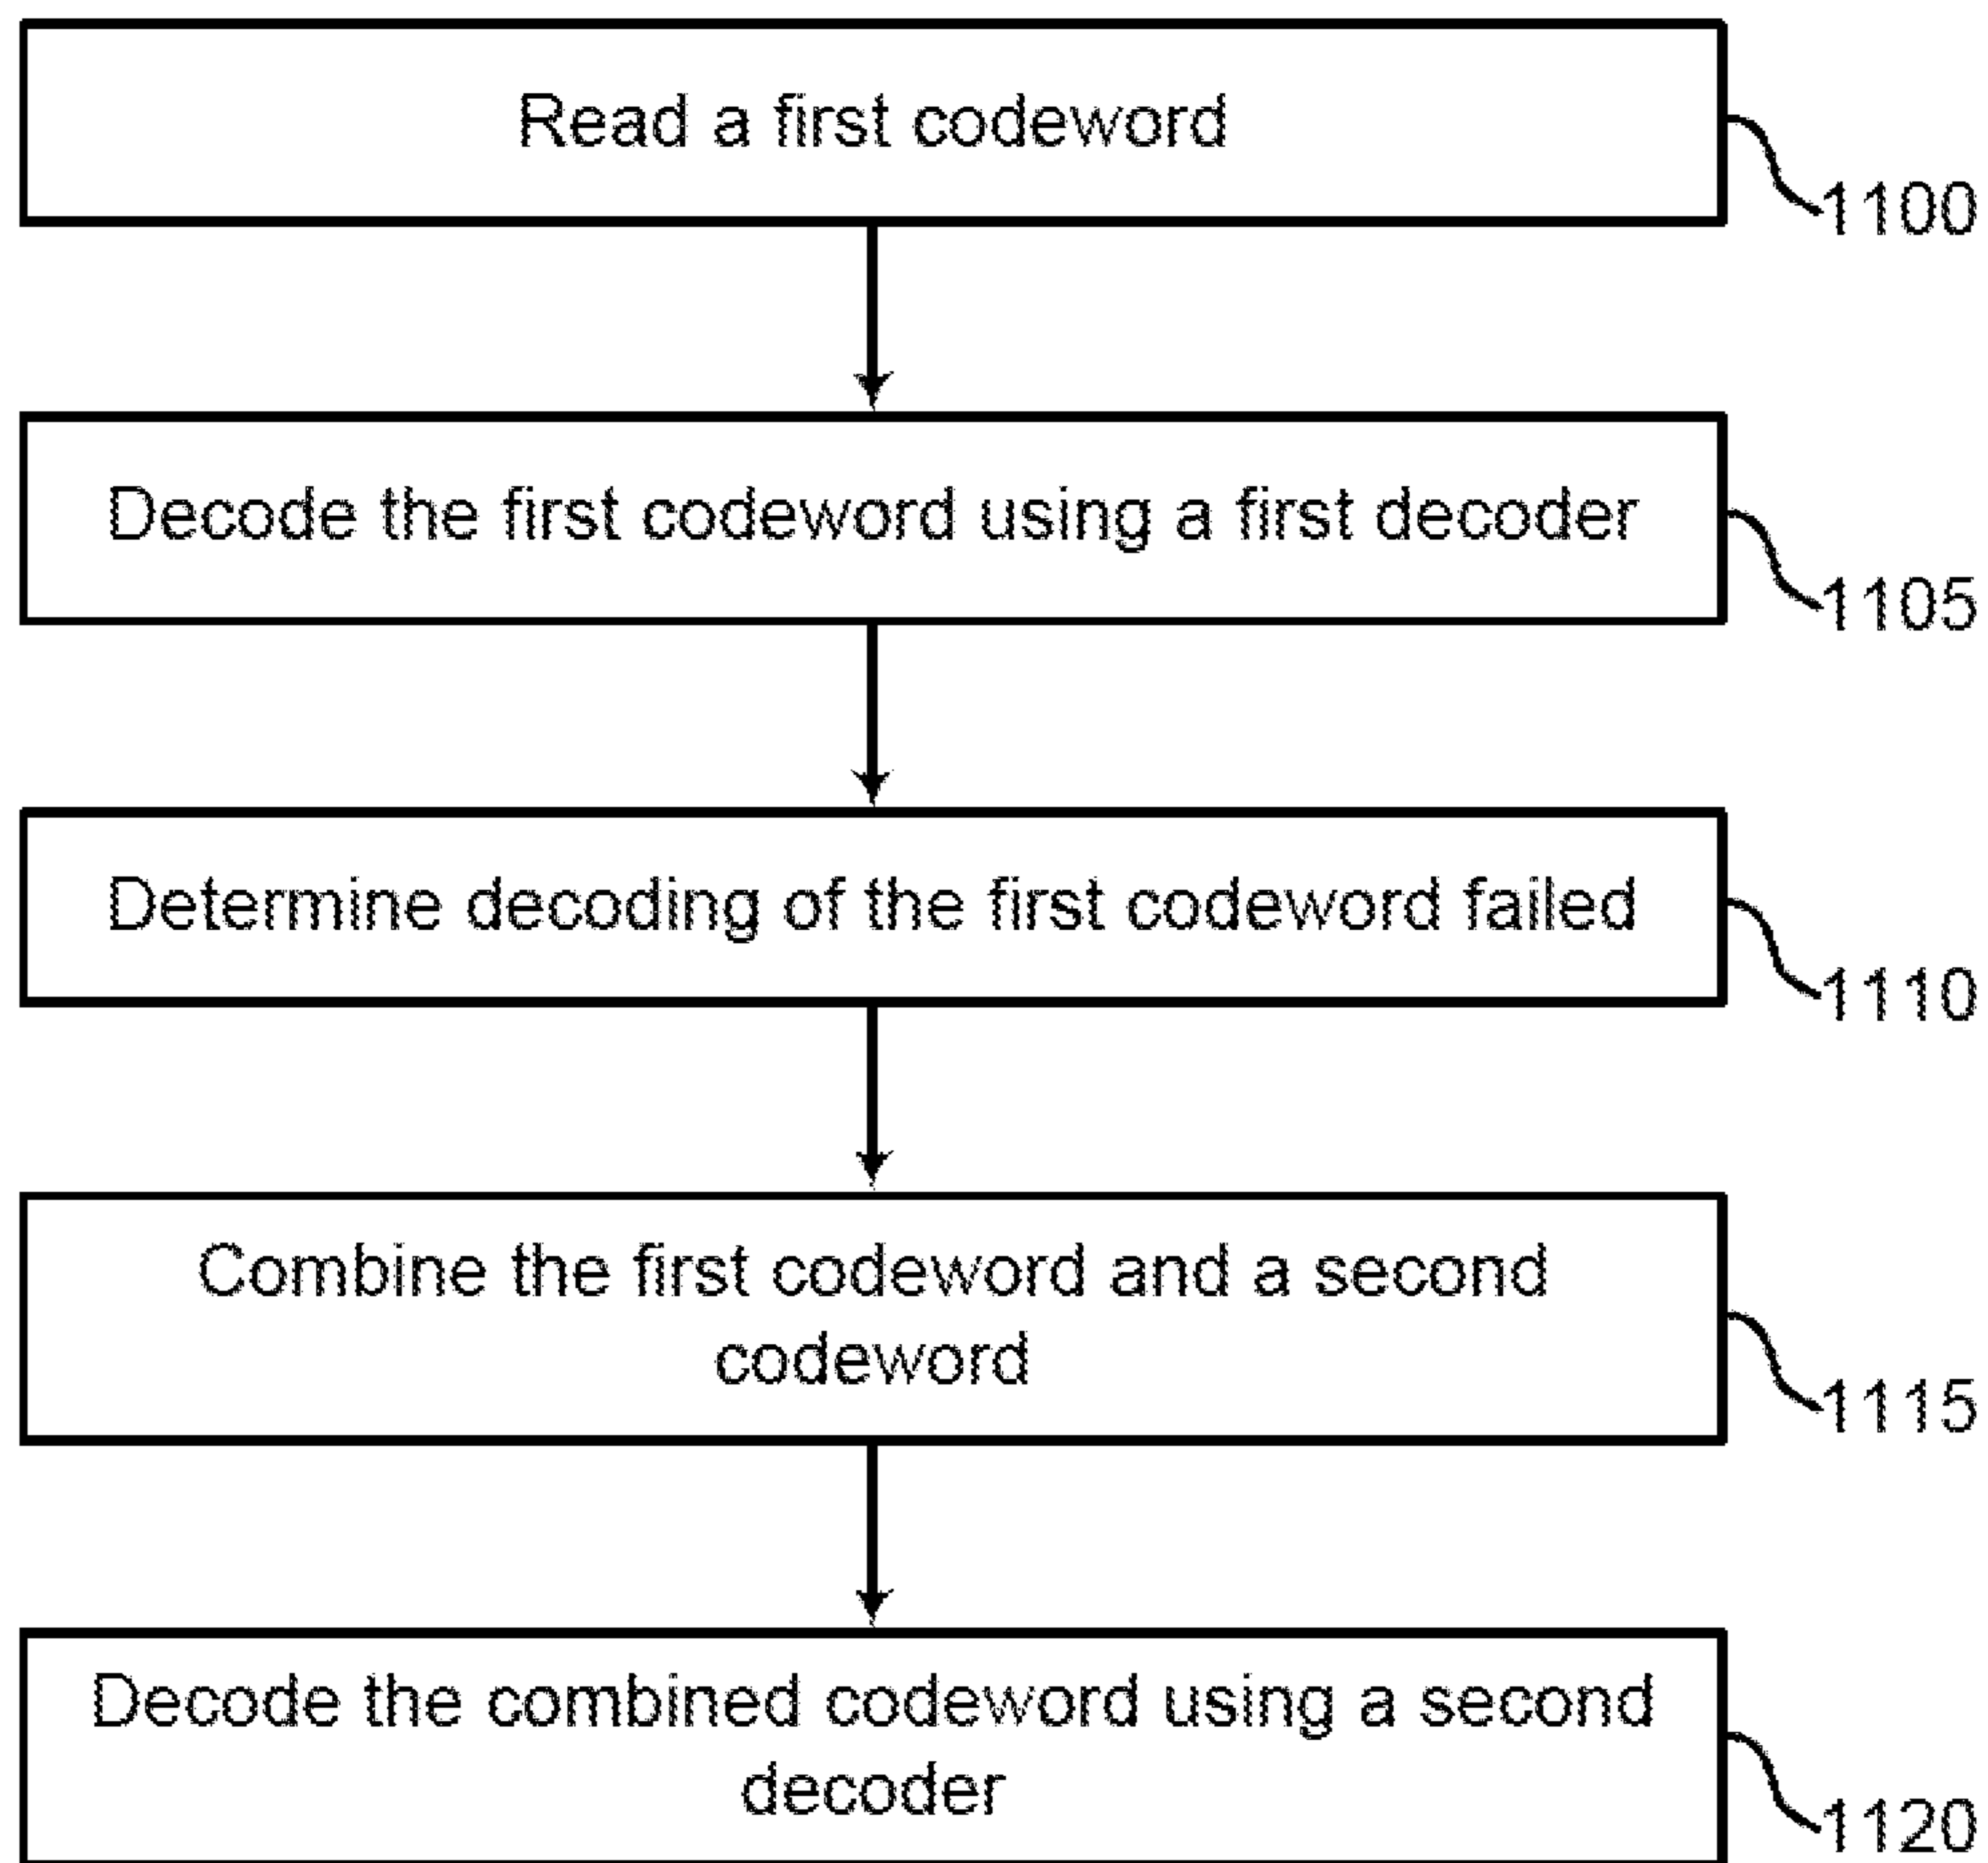 Read a first codeword
1100
Decode the first codeword using a first decoder
1105
Determine decoding of the first codeword failed
1110
Combine the first codeword and a second
codeword
1115
Decode the combined codeword using a second
decoder
1120